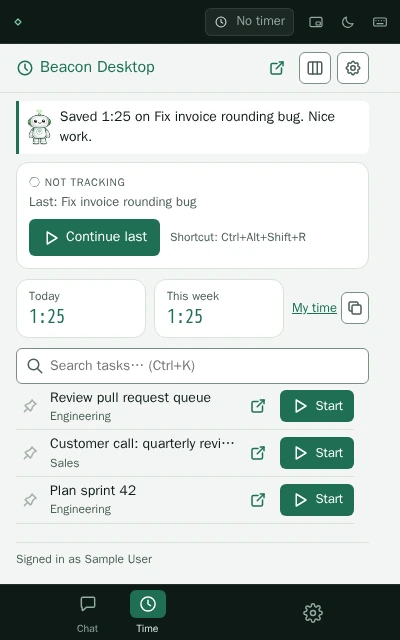 No timer
Beacon Desktop
Saved 1:25 on Fix invoice rounding bug. Nice
work.
NOT TRACKING
Last: Fix invoice rounding bug
Continue last
Shortcut: Ctrl+Alt+Shift+R
Today
1:25
This week
1:25
My time
Search tasks··· (Ctrl+K)
Review pull request queue
Engineering
Start
Customer call: quarterly revi···
Sales
Start
Plan sprint 42
Engineering
Start
Signed in as Sample User
Chat
Time